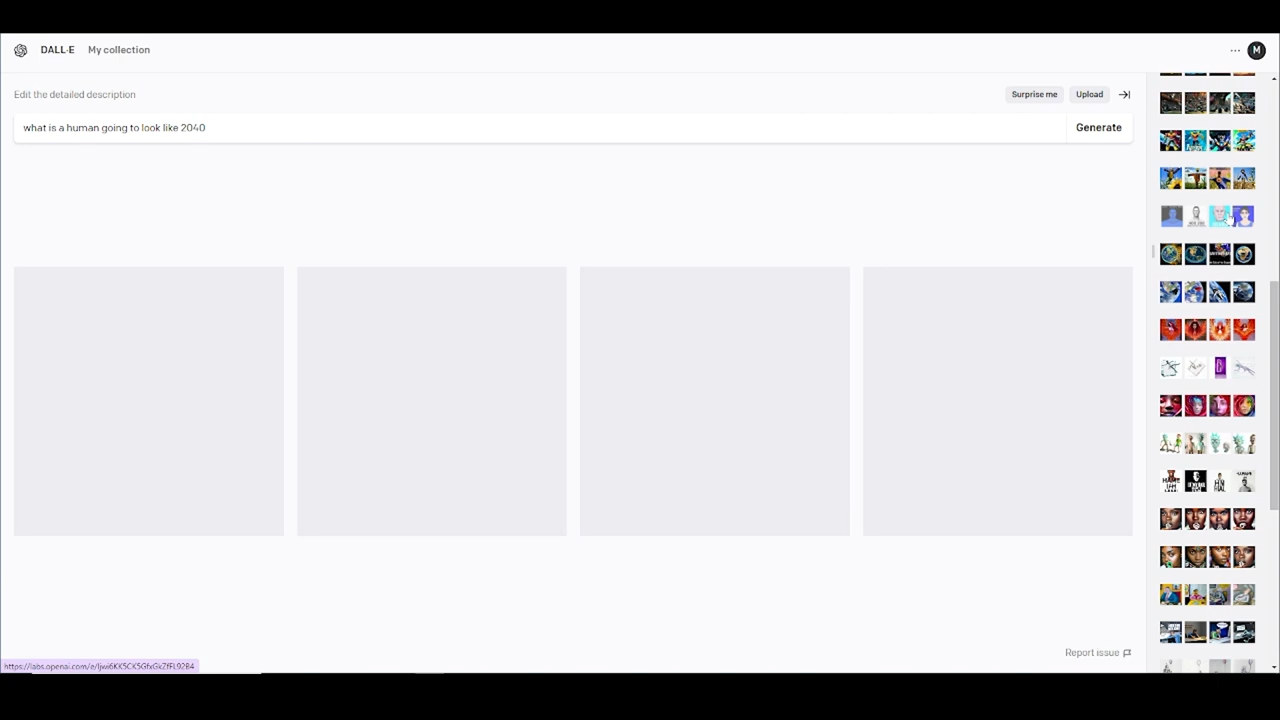 DALL·E My collection
··· M
Edit the detailed description
Surprise me Upload
what is a human going to look like 2040 Generate
Report issue